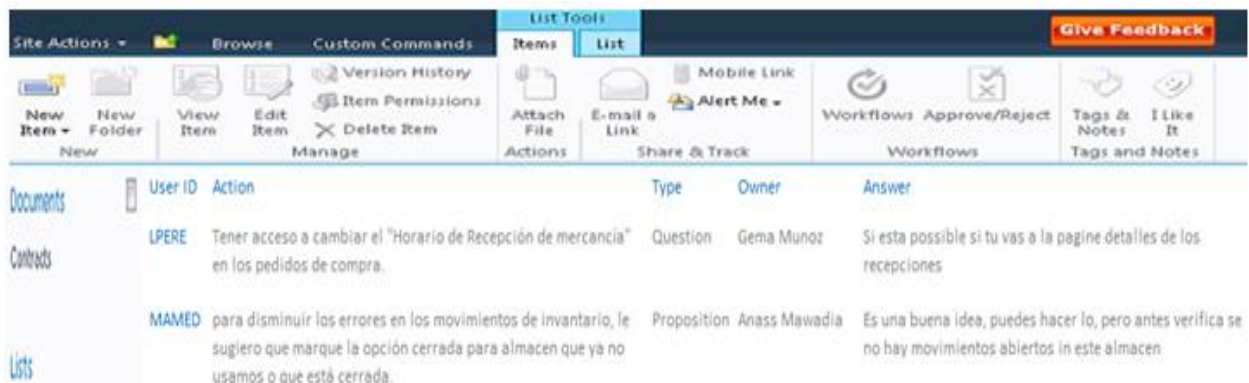 List Tools
Site Actions Browse Custom Commands Items List Give Feedback
New Item
New Folder
New
View Item
Edit Item
Version History
Item Permissions
Delete Item
Manage
Attach File
Actions
E-mail a Link
Mobile Link
Alert Me
Share & Track
Workflows
Approve/Reject
Workflows
Tags & Notes
I Like It
Tags and Notes
Documents
Contracts
Lists
User ID Action Type Owner Answer
LPERE Tener acceso a cambiar el "Horario de Recepción de mercancia" Question Gema Munoz Si esta possible si tu vas a la pagine detalles de los
en los pedidos de compra. recepciones
MAMED para disminuir los errores en los movimientos de invantario, le Proposition Anass Mawadia Es una buena idea, puedes hacer lo, pero antes verifica se
sugiero que marque la opción cerrada para almacen que ya no no hay movimientos abiertos in este almacen
usamos o que está cerrada.